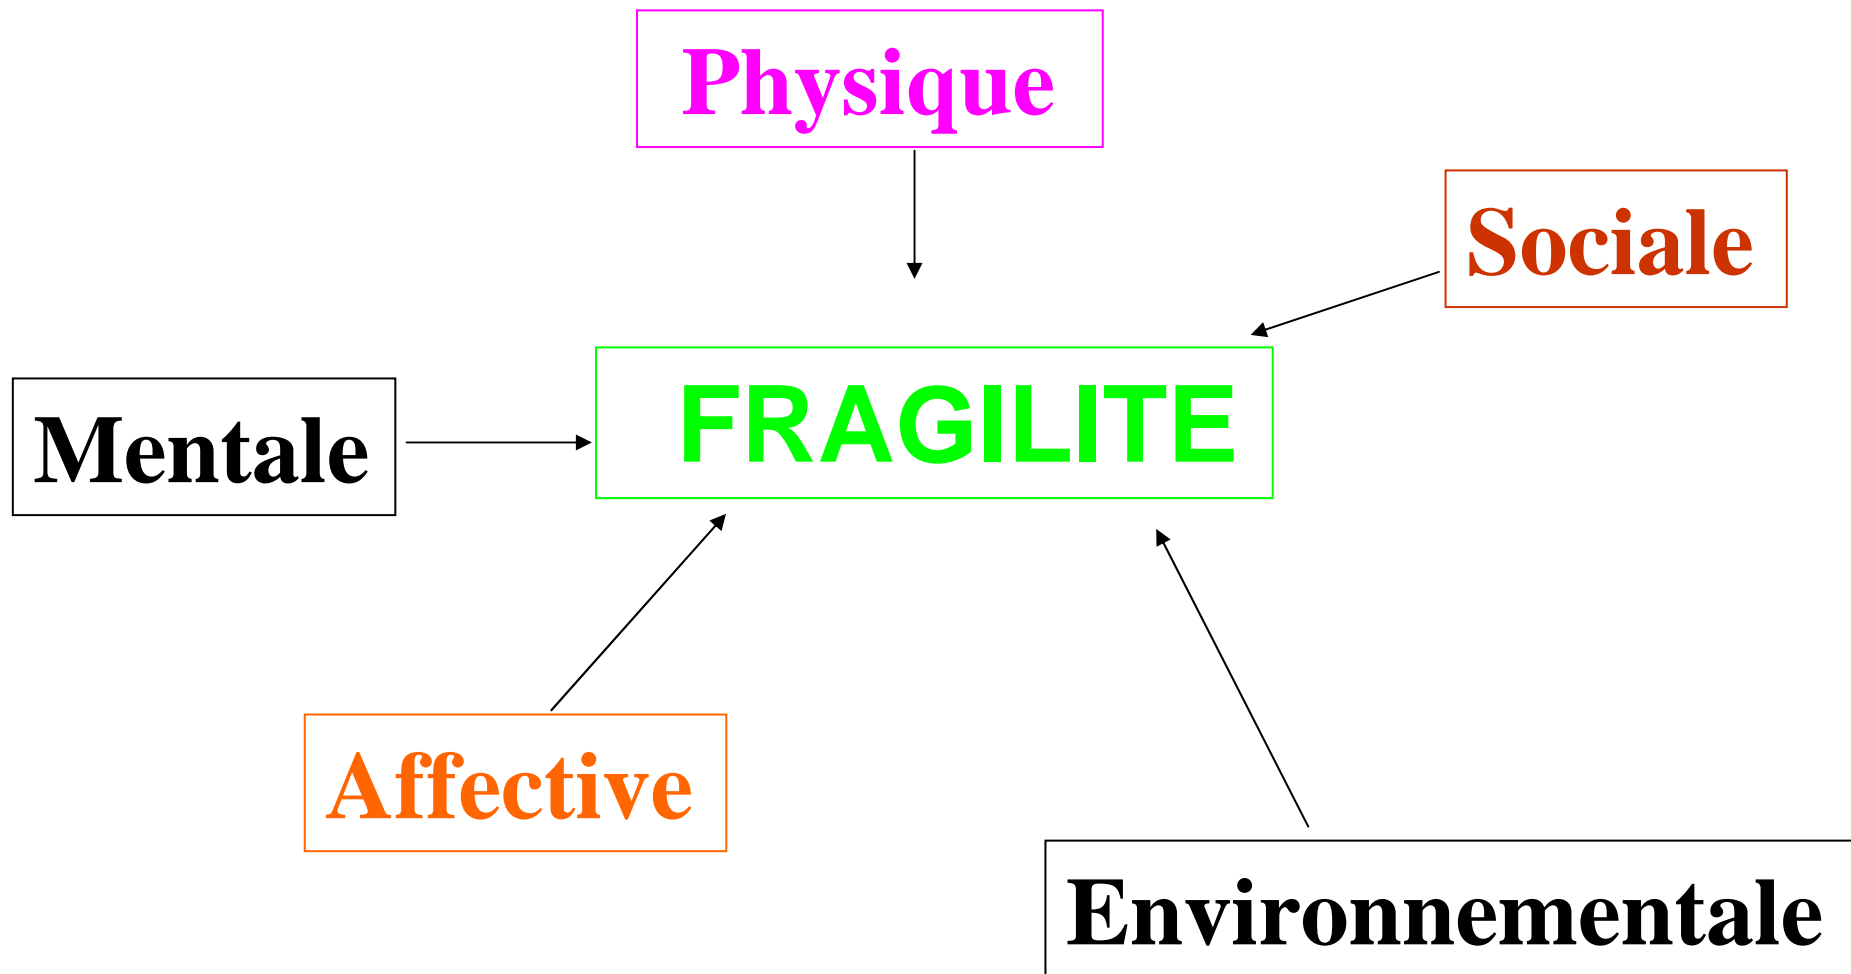 Physique
Sociale
FRAGILITE
Mentale
Affective
Environnementale